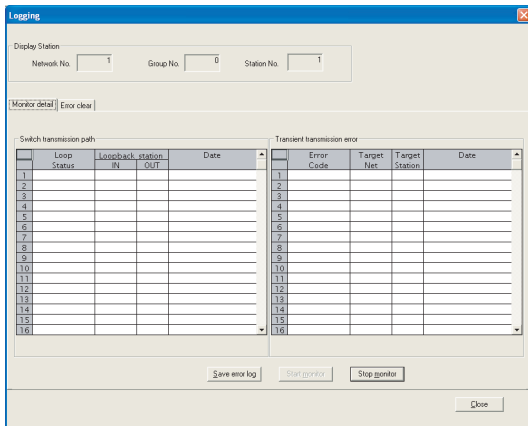 Logging
Display Station
Network No. 1 Group No. 0 Station No. 1
Monitor detail Error clear
Switch transmission path Transient transmission error
Loop Status Loopback station IN OUT Date Error Code Target Net Target Station Date
1 1
2 2
3 3
4 4
5 5
6 6
7 7
8 8
9 9
10 10
11 11
12 12
13 13
14 14
15 15
16 16
Save error log Start monitor Stop monitor
Close